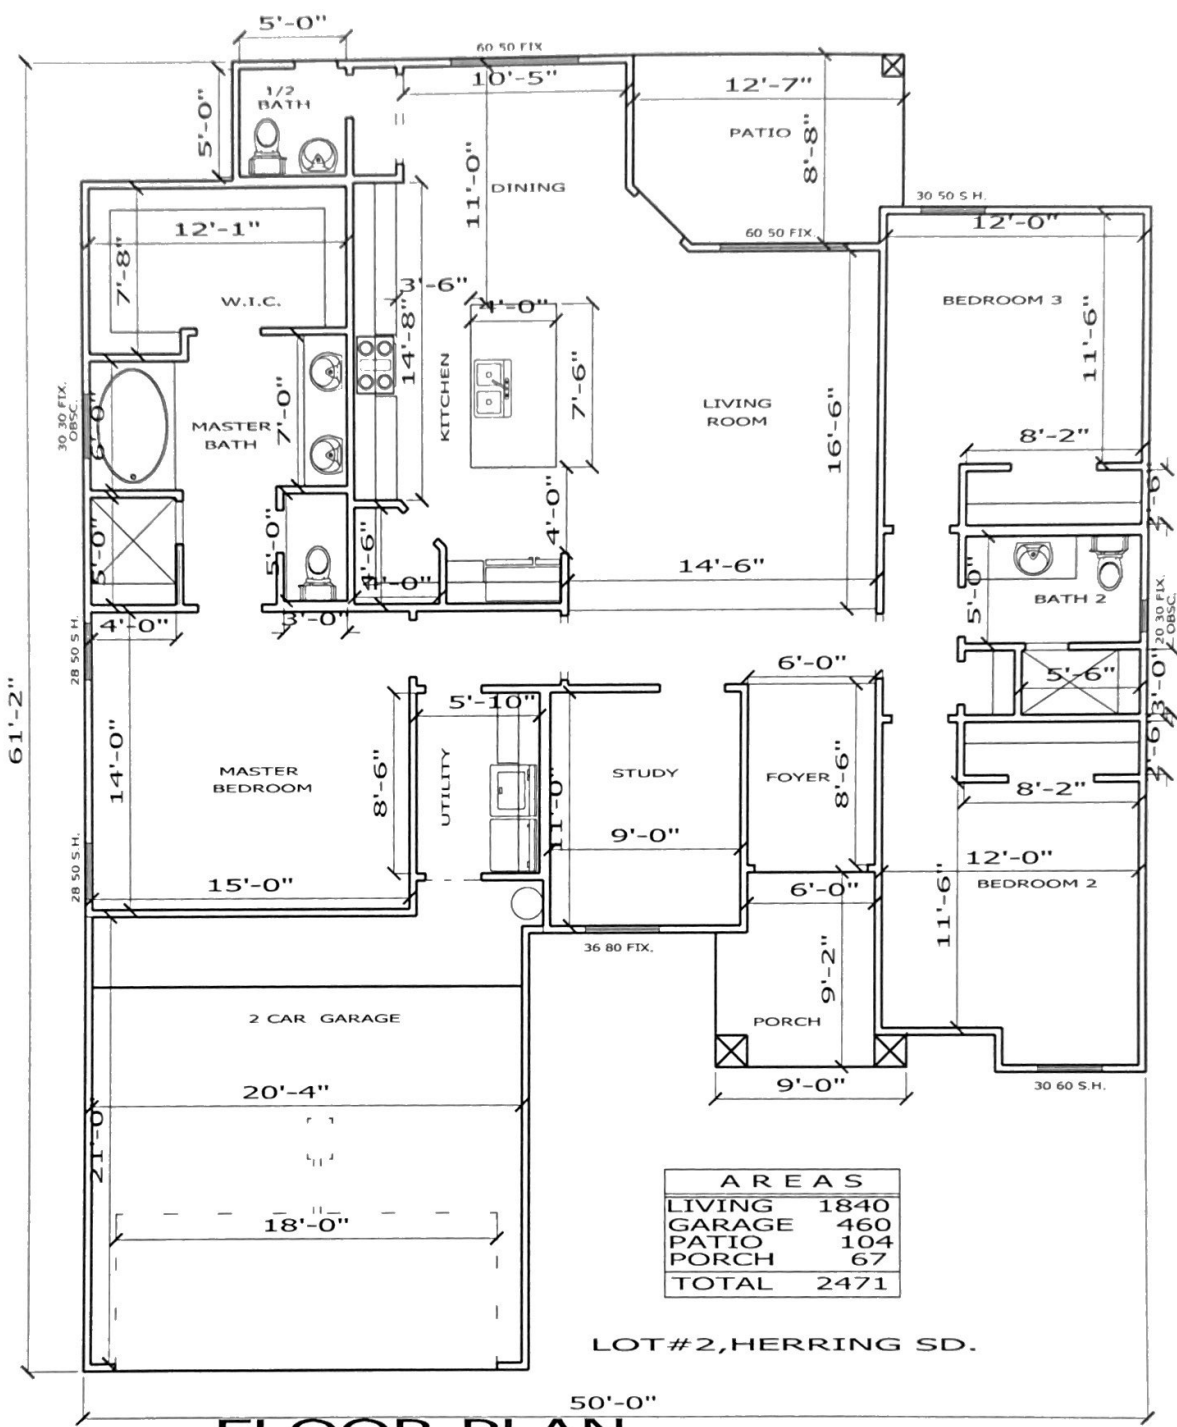 5'-0"
60 50 FIX
10'-5"
12'-7"
1/2
BATH
5'-0"
PATIO
8'-8"
11'-0"
DINING
30 50 S H.
12'-0"
12'-1"
60 50 FIX.
7'-8"
3'-6"
4'-0"
W.I.C.
BEDROOM 3
14'-8"
11'-6"
KITCHEN
7'-6"
30 30 FIX.
OBSC.
MASTER
BATH
7'-0"
LIVING
ROOM
16'-6"
8'-2"
5'-0"
5'-0"
4'-6"
4'-0"
14'-6"
5'-0"
BATH 2
20 30 FIX.
OBSC.
4'-0"
3'-0"
28 50 S H.
6'-0"
5'-6"
3'-0"
61'-2"
5'-10"
14'-0"
MASTER
BEDROOM
8'-6"
UTILITY
STUDY
11'-0"
FOYER
8'-6"
8'-2"
9'-0"
28 50 S H.
15'-0"
12'-0"
6'-0"
BEDROOM 2
11'-6"
36 80 FIX.
9'-2"
2 CAR GARAGE
PORCH
20'-4"
9'-0"
30 60 S.H.
21'-0"
18'-0"
AREAS
LIVING 1840
GARAGE 460
PATIO 104
PORCH 67
TOTAL 2471
LOT#2,HERRING SD.
50'-0"
FLOOR PLAN